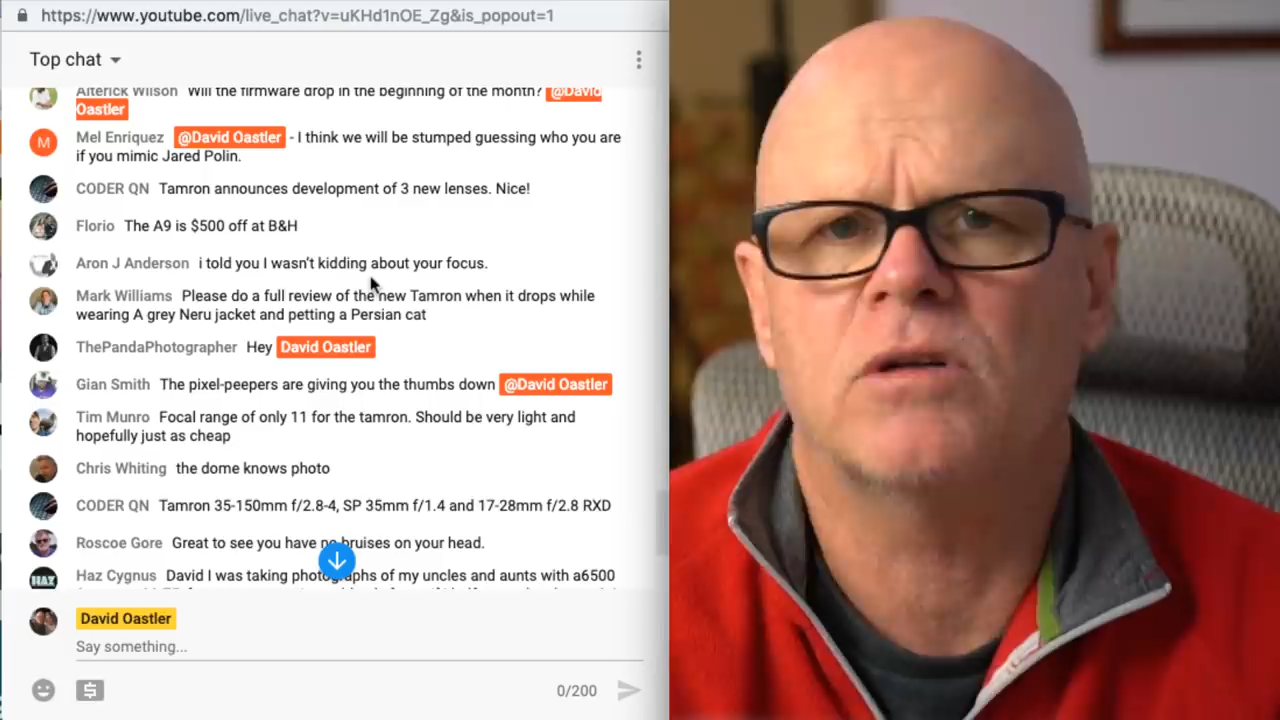 https://www.youtube.com/live_chat?v=uKHd1nOE_Zg&is_popout=1
Top chat
Alterick Wilson Will the firmware drop in the beginning of the month? @David
Oastler
M
Mel Enriquez @David Oastler - I think we will be stumped guessing who you are
if you mimic Jared Polin.
CODER QN Tamron announces development of 3 new lenses. Nice!
Florio The A9 is $500 off at B&H
Aron J Anderson i told you I wasn't kidding about your focus.
Mark Williams Please do a full review of the new Tamron when it drops while
wearing A grey Neru jacket and petting a Persian cat
ThePandaPhotographer Hey David Oastler
Gian Smith The pixel-peepers are giving you the thumbs down @David Oastler
Tim Munro Focal range of only 11 for the tamron. Should be very light and
hopefully just as cheap
Chris Whiting the dome knows photo
CODER QN Tamron 35-150mm f/2.8-4, SP 35mm f/1.4 and 17-28mm f/2.8 RXD
Roscoe Gore Great to see you have no bruises on your head.
HAZ
Haz Cygnus David I was taking photographs of my uncles and aunts with a6500
David Oastler
Say something...
0/200